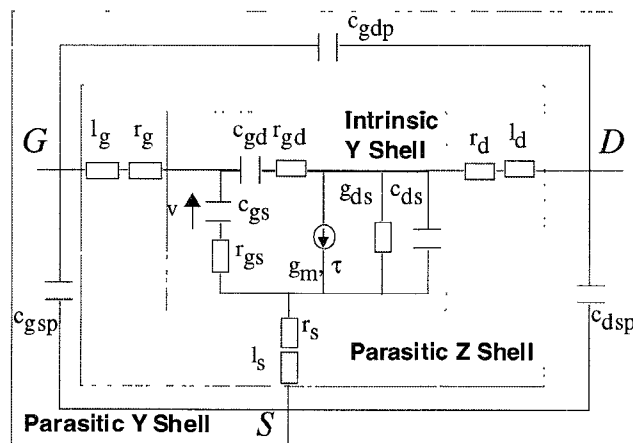 c_gdp
G
l_g r_g
c_gd r_gd
Intrinsic
Y Shell
r_d l_d
D
v
c_gs
g_ds c_ds
r_gs
g_m, τ
c_gsp
r_s
c_dsp
l_s
Parasitic Z Shell
Parasitic Y Shell
S